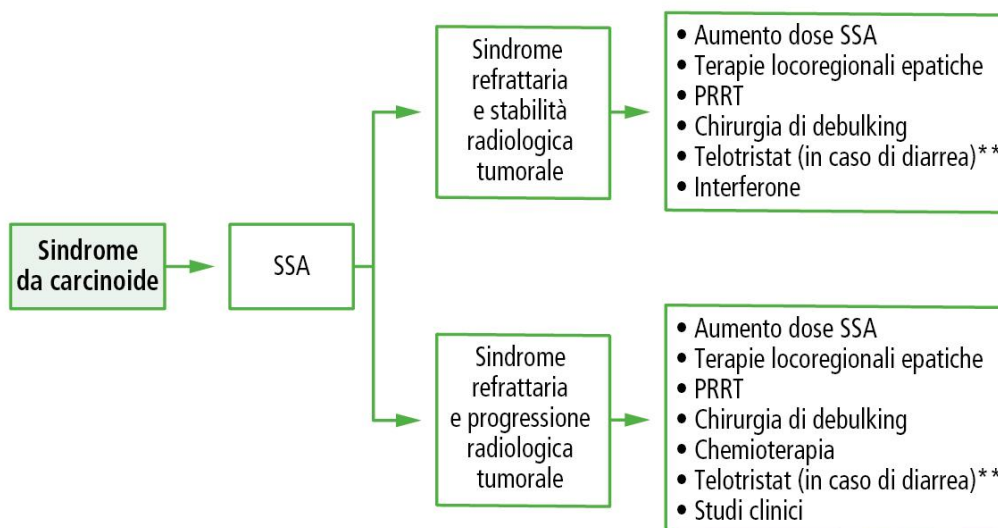 Sindrome
da carcinoide
SSA
Sindrome
refrattaria
e stabilità
radiologica
tumorale
• Aumento dose SSA
• Terapie locoregionali epatiche
• PRRT
• Chirurgia di debulking
• Telotristat (in caso di diarrea)**
• Interferone
Sindrome
refrattaria
e progressione
radiologica
tumorale
• Aumento dose SSA
• Terapie locoregionali epatiche
• PRRT
• Chirurgia di debulking
• Chemioterapia
• Telotristat (in caso di diarrea)**
• Studi clinici